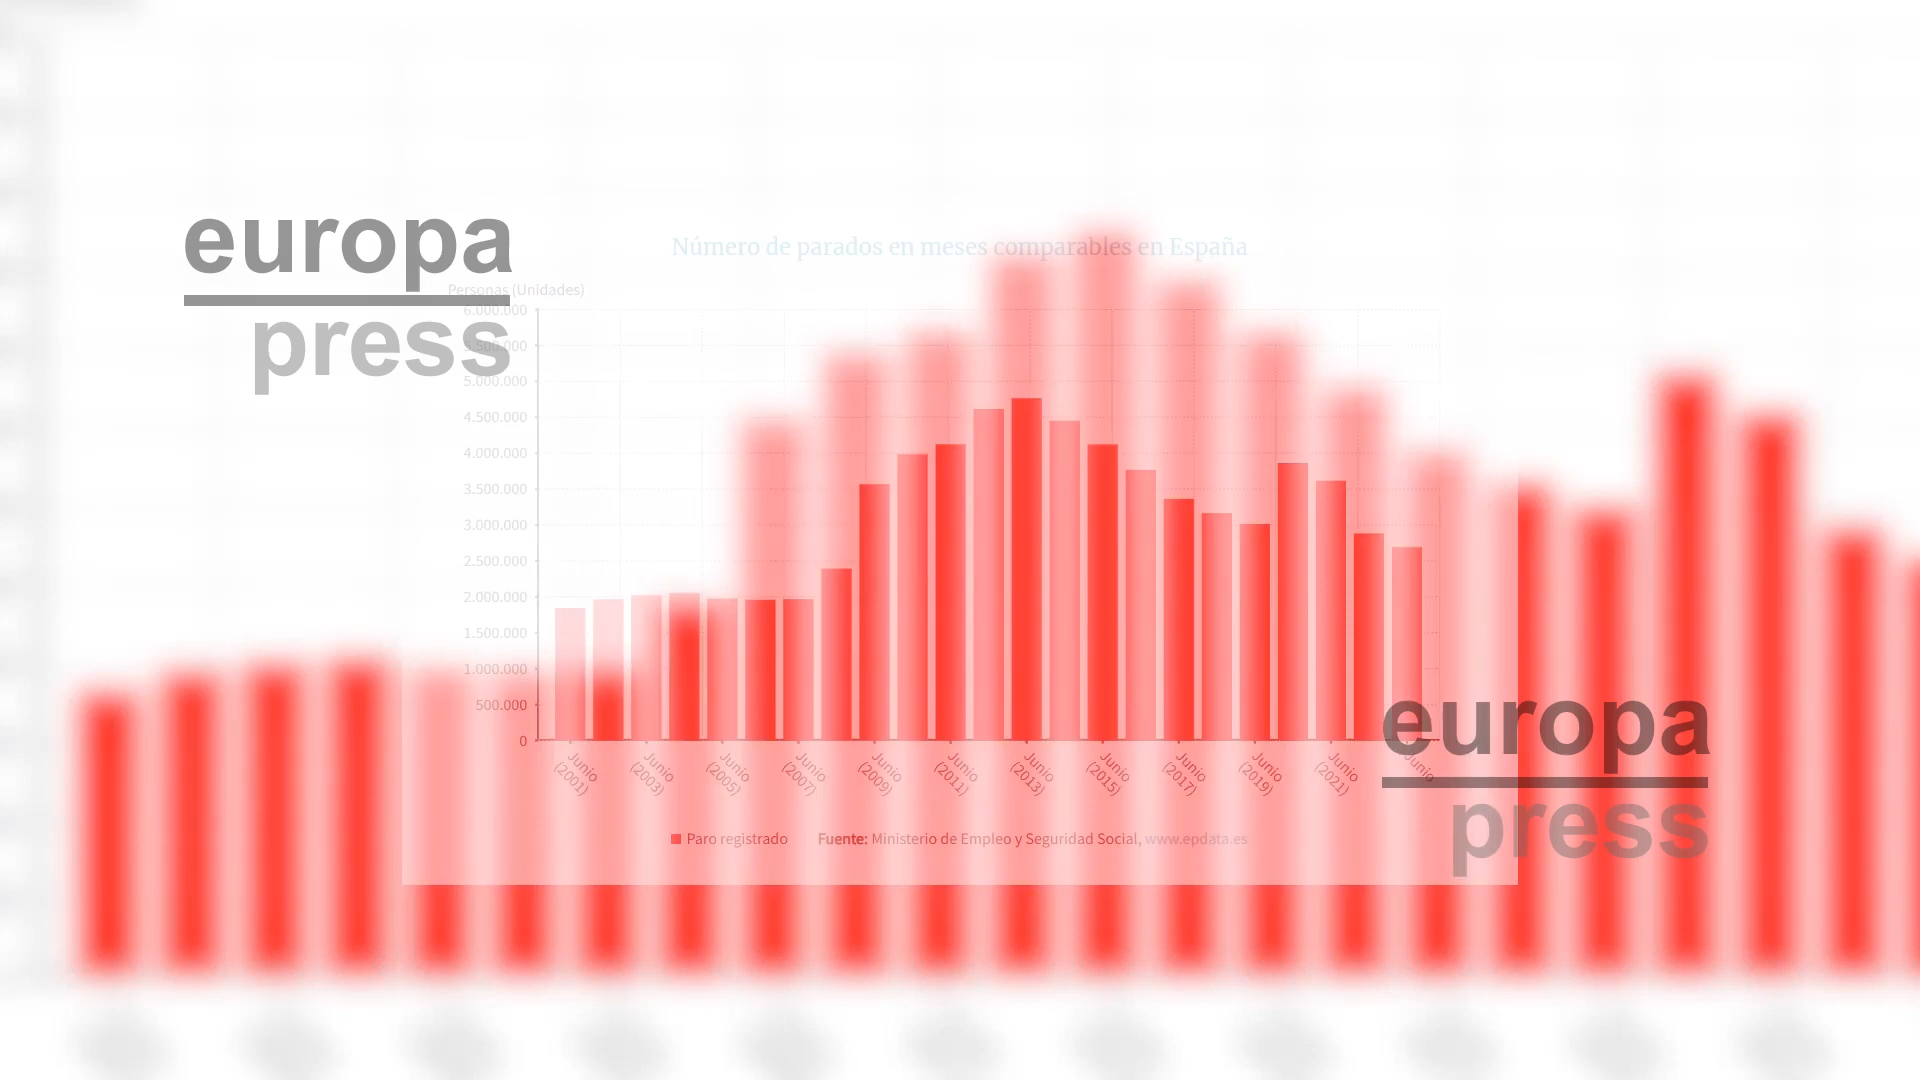 europa
press
Número de parados en meses comparables en España
Personas (Unidades)
6.000.000
5.500.000
5.000.000
4.500.000
4.000.000
3.500.000
3.000.000
2.500.000
2.000.000
1.500.000
1.000.000
500.000
0
Junio
(2001)
Junio
(2003)
Junio
(2005)
Junio
(2007)
Junio
(2009)
Junio
(2011)
Junio
(2013)
Junio
(2015)
Junio
(2017)
Junio
(2019)
Junio
(2021)
Junio
Paro registrado Fuente: Ministerio de Empleo y Seguridad Social, www.epdata.es
europa
press